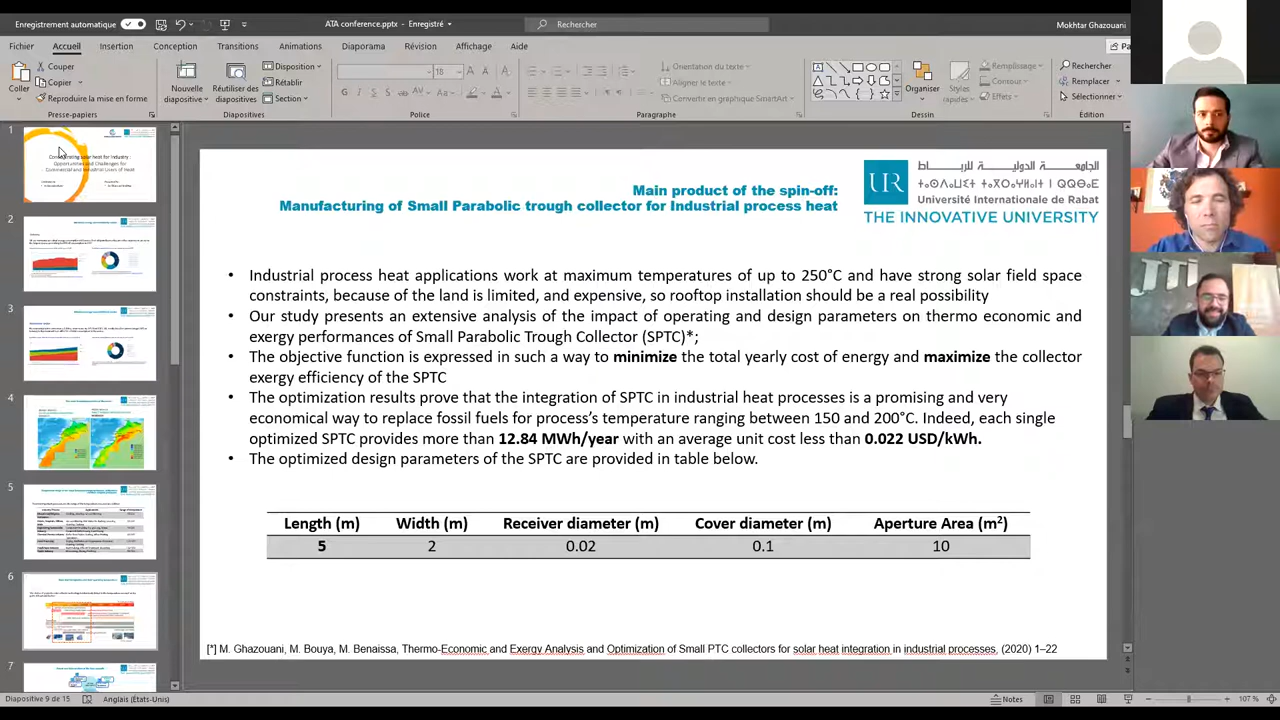 Enregistrement automatique
ATA conference.pptx - Enregistré
Rechercher
Mokhtar Ghazouani
Fichier Accueil Insertion Conception Transitions Animations Diaporama Révision Affichage Aide
Coller
Couper
Copier
Reproduire la mise en forme
Presse-papiers
Nouvelle diapositive
Réutiliser des diapositives
Disposition
Rétablir
Section
Diapositives
18
Police
Orientation du texte
Aligner le texte
Convertir en graphique SmartArt
Paragraphe
Organiser
Styles rapides
Remplissage
Contour
Effets
Dessin
Rechercher
Remplacer
Sélectionner
1
2
3
4
5
6
7
Main product of the spin-off:
Manufacturing of Small Parabolic trough collector for Industrial process heat
UR
الجامعة الدولية للرباط
Université Internationale de Rabat
THE INNOVATIVE UNIVERSITY
• Industrial process heat applications work at maximum temperatures of up to 250°C and have strong solar field space
constraints, because of the land is limited, and expensive, so rooftop installation should be a real possibility
• Our study presents an extensive analysis of the impact of operating and design parameters on thermo economic and
exergy performances of Small Parabolic Trough Collector (SPTC)*;
• The objective function is expressed in such a way to minimize the total yearly cost of energy and maximize the collector
exergy efficiency of the SPTC
• The optimization results prove that the integration of SPTC in industrial heat processes is a promising and very
economical way to replace fossil fuels for process's temperature ranging between 150 and 200°C. Indeed, each single
optimized SPTC provides more than 12.84 MWh/year with an average unit cost less than 0.022 USD/kWh.
• The optimized design parameters of the SPTC are provided in table below.
Length (m) Width (m) Receaver diameter (m) Cover diameter (m) Aperture Area (m²)
5 2 0.02 0.1 10
[*] M. Ghazouani, M. Bouya, M. Benaissa, Thermo-Economic and Exergy Analysis and Optimization of Small PTC collectors for solar heat integration in industrial processes, (2020) 1–22
JTI
Diapositive 9 de 15
Anglais (États-Unis)
Notes
107 %